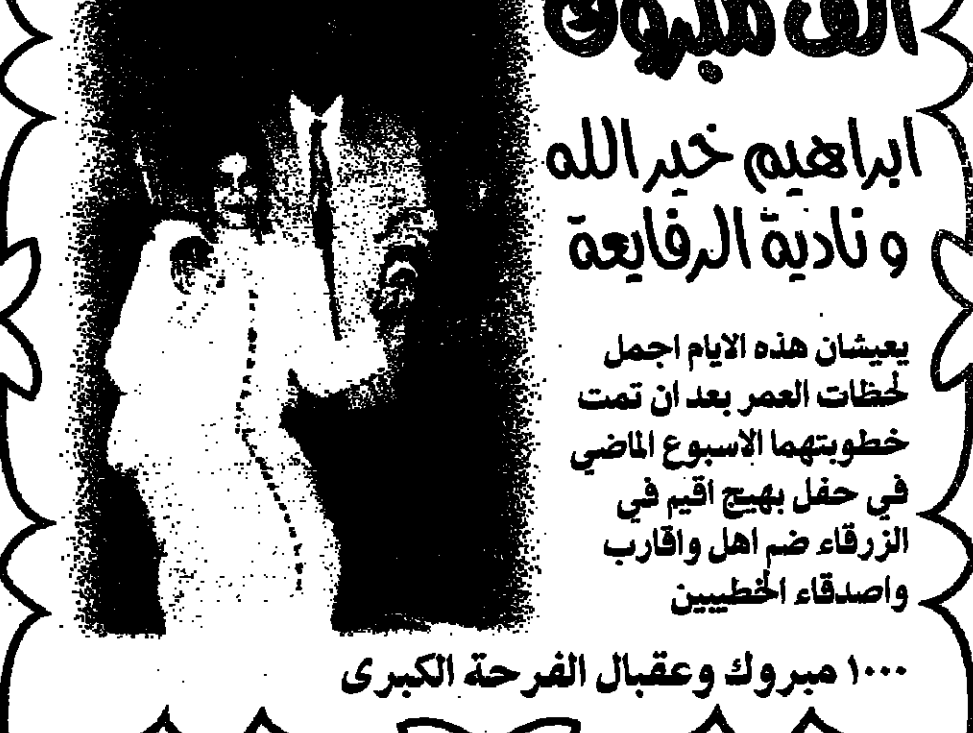 الف مبروك
ابراهيم خيرالله
و نادية الرفايعة
يعيشان هذه الايام اجمل
لحظات العمر بعد ان تمت
خطوبتهما الاسبوع الماضي
في حفل بهيج اقيم في
الزرقاء ضم اهل واقارب
واصدقاء الخطيبين
١٠٠٠ مبروك وعقبال الفرحة الكبرى